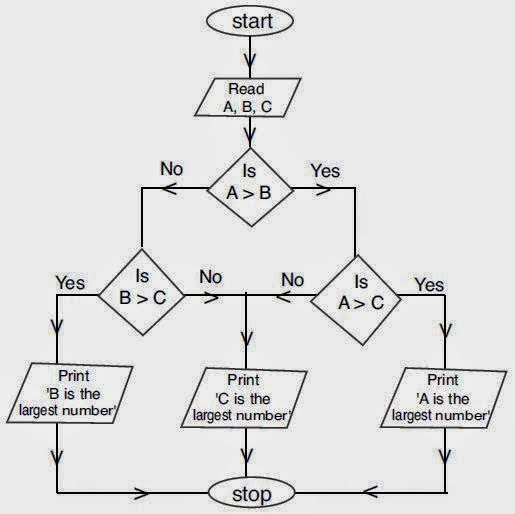 start
Read
A, B, C
No
Is
A > B
Yes
Yes
Is
B > C
No
No
Is
A > C
Yes
Print
'B is the
largest number'
Print
'C is the
largest number'
Print
'A is the
largest number'
stop